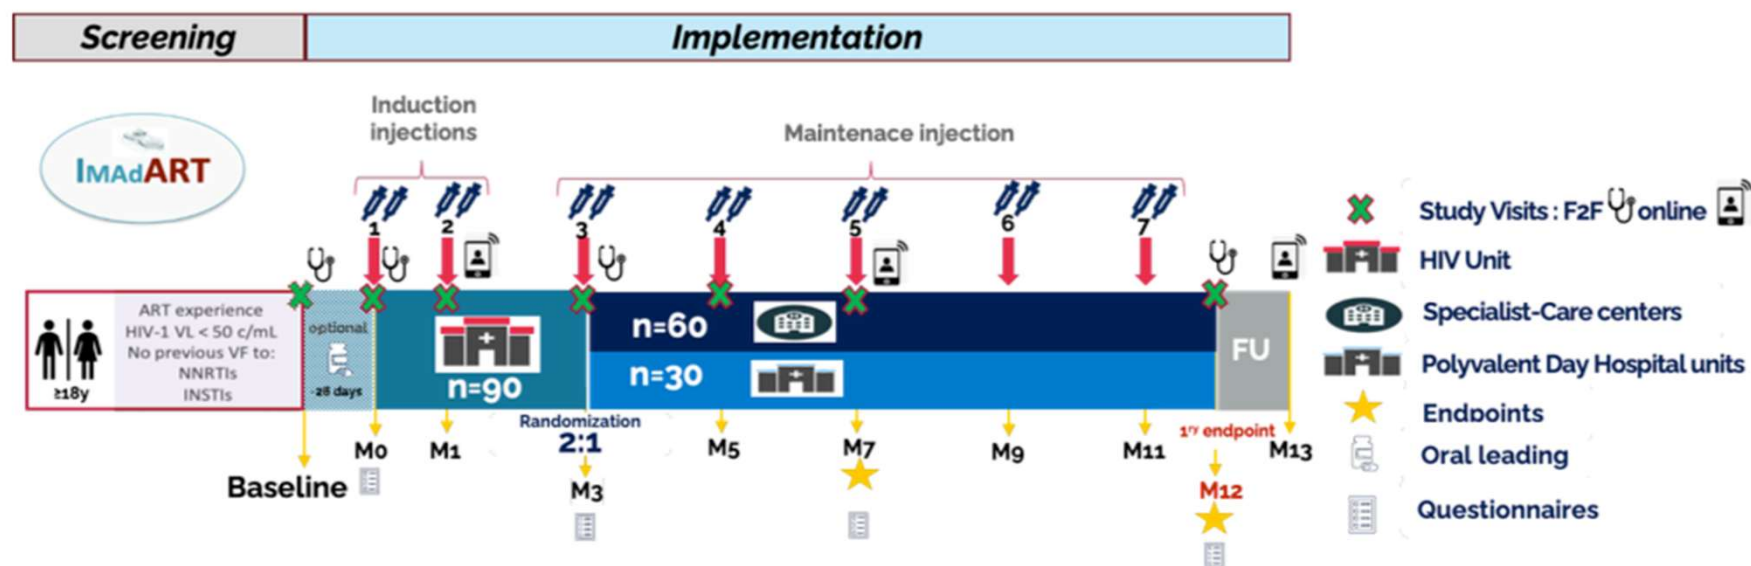 Screening
Implementation
Induction
injections
Maintenace injection
IMAdART
1
2
3
4
5
6
7
Study Visits : F2F online
HIV Unit
Specialist-Care centers
Polyvalent Day Hospital units
Endpoints
Oral leading
Questionnaires
≥18y
ART experience
HIV-1 VL < 50 c/mL
No previous VF to:
NNRTIs
INSTIs
optional
-28 days
n=90
n=60
n=30
FU
Randomization
2:1
1ry endpoint
Baseline
M0
M1
M3
M5
M7
M9
M11
M12
M13